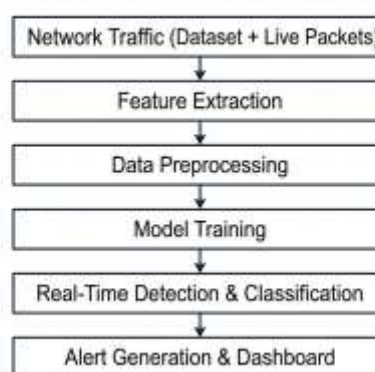 Network Traffic (Dataset + Live Packets)
Feature Extraction
Data Preprocessing
Model Training
Real-Time Detection & Classification
Alert Generation & Dashboard